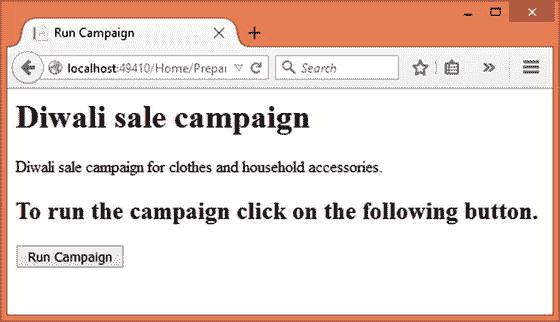 Run Campaign
localhost:49410/Home/Prepar
Search
Diwali sale campaign
Diwali sale campaign for clothes and household accessories.
To run the campaign click on the following button.
Run Campaign